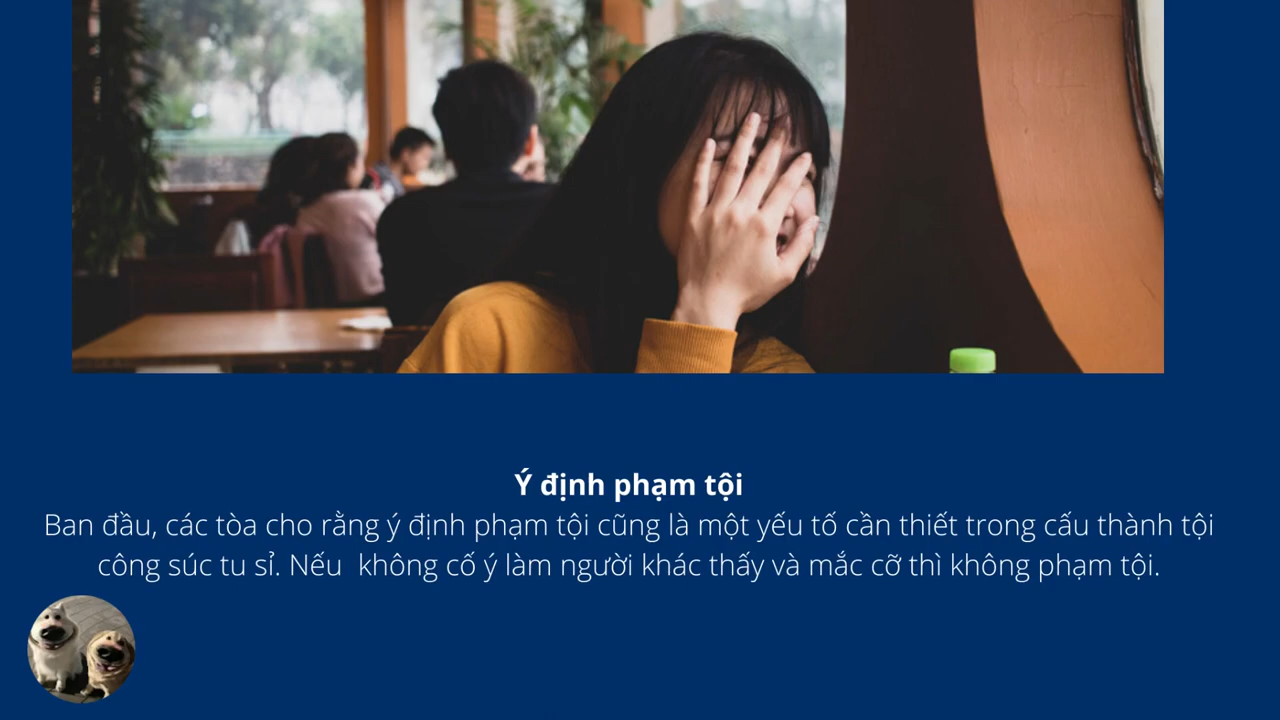 Ý định phạm tội
Ban đầu, các tòa cho rằng ý định phạm tội cũng là một yếu tố cần thiết trong cấu thành tội
công súc tu sỉ. Nếu  không cố ý làm người khác thấy và mắc cỡ thì không phạm tội.